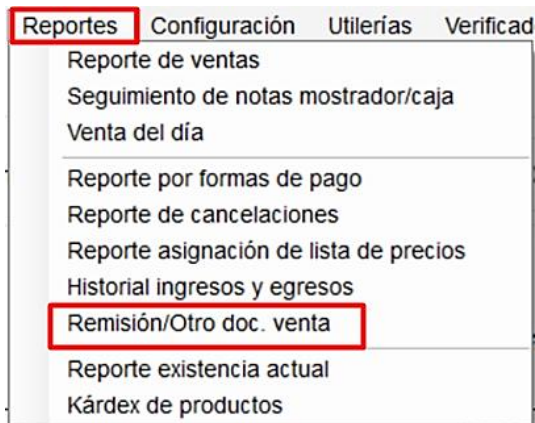 Reportes Configuración Utilerías Verificad
Reporte de ventas
Seguimiento de notas mostrador/caja
Venta del día
Reporte por formas de pago
Reporte de cancelaciones
Reporte asignación de lista de precios
Historial ingresos y egresos
Remisión/Otro doc. venta
Reporte existencia actual
Kárdex de productos